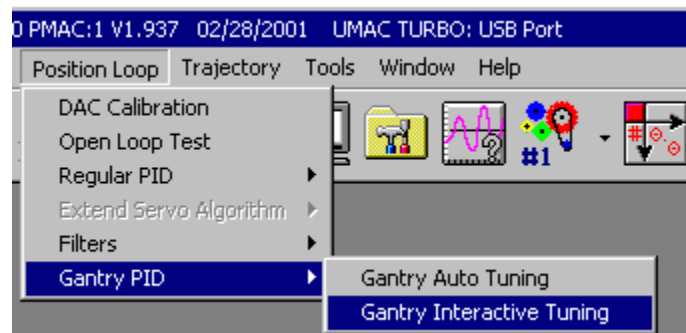 0 PMAC:1 V1.937 02/28/2001 UMAC TURBO: USB Port
Position Loop Trajectory Tools Window Help
DAC Calibration
Open Loop Test
Regular PID
Extend Servo Algorithm
Filters
Gantry PID
Gantry Auto Tuning
Gantry Interactive Tuning
#1
#